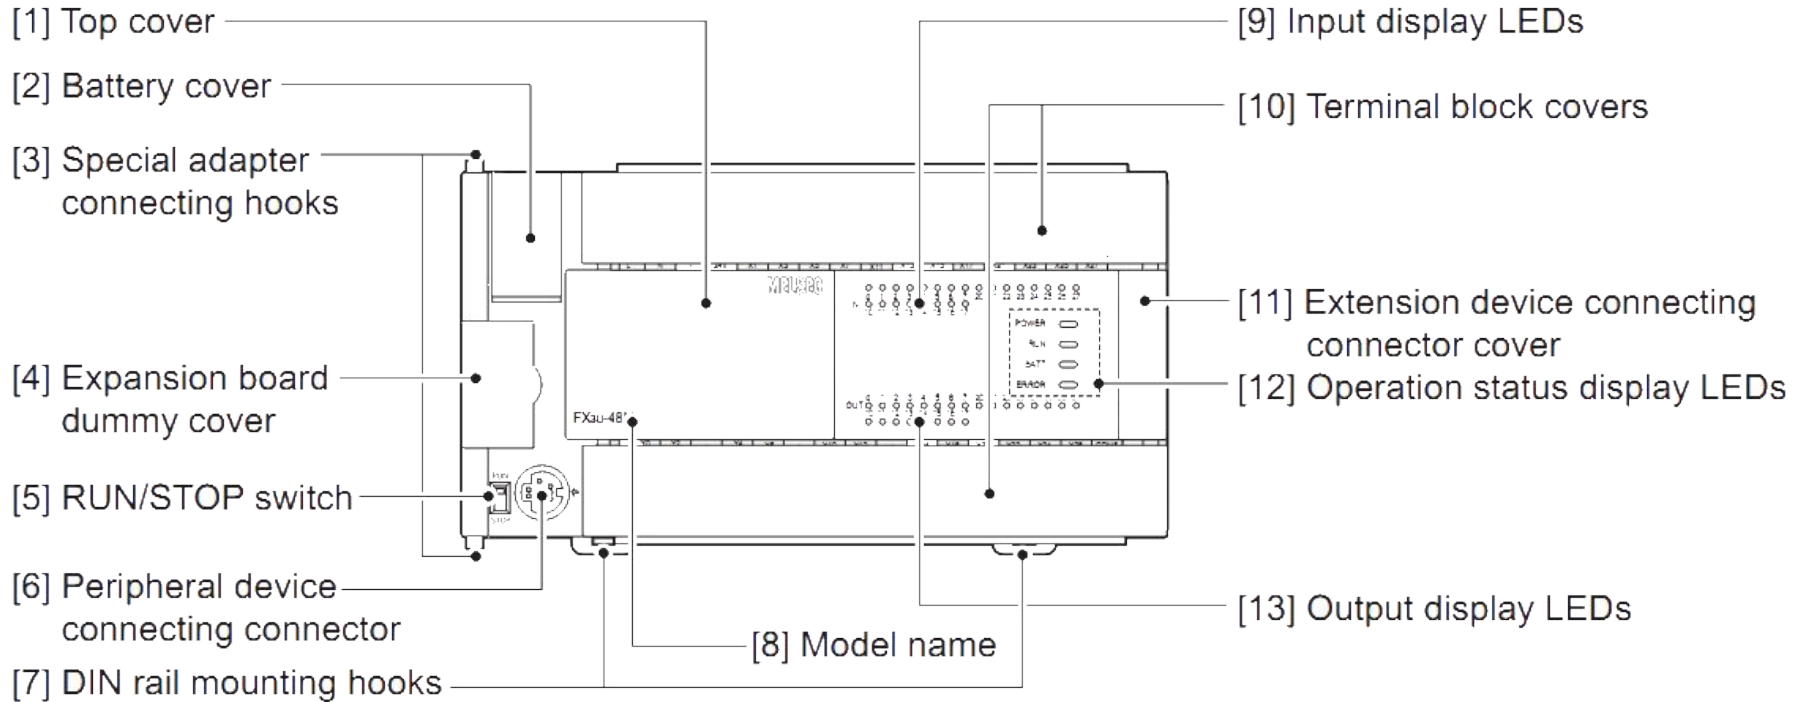 [1] Top cover
[2] Battery cover
[3] Special adapter
connecting hooks
[4] Expansion board
dummy cover
[5] RUN/STOP switch
[6] Peripheral device
connecting connector
[7] DIN rail mounting hooks
[8] Model name
[9] Input display LEDs
[10] Terminal block covers
[11] Extension device connecting
connector cover
[12] Operation status display LEDs
[13] Output display LEDs
MELSEC
IN
POWER
RUN
BATT
ERROR
OUT
FX3U-48
RUN
STOP